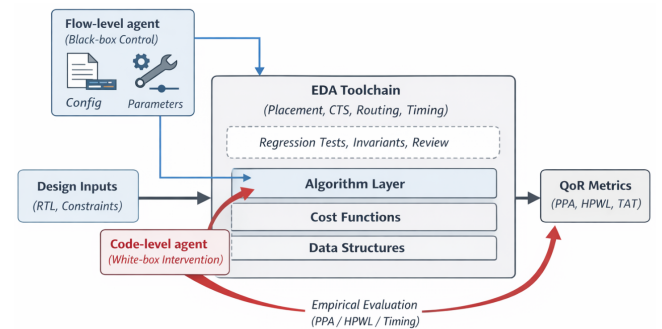 Flow-level agent
(Black-box Control)
Config
Parameters
EDA Toolchain
(Placement, CTS, Routing, Timing)
Regression Tests, Invariants, Review
Design Inputs
(RTL, Constraints)
Algorithm Layer
Cost Functions
Data Structures
QoR Metrics
(PPA, HPWL, TAT)
Code-level agent
(White-box Intervention)
Empirical Evaluation
(PPA / HPWL / Timing)